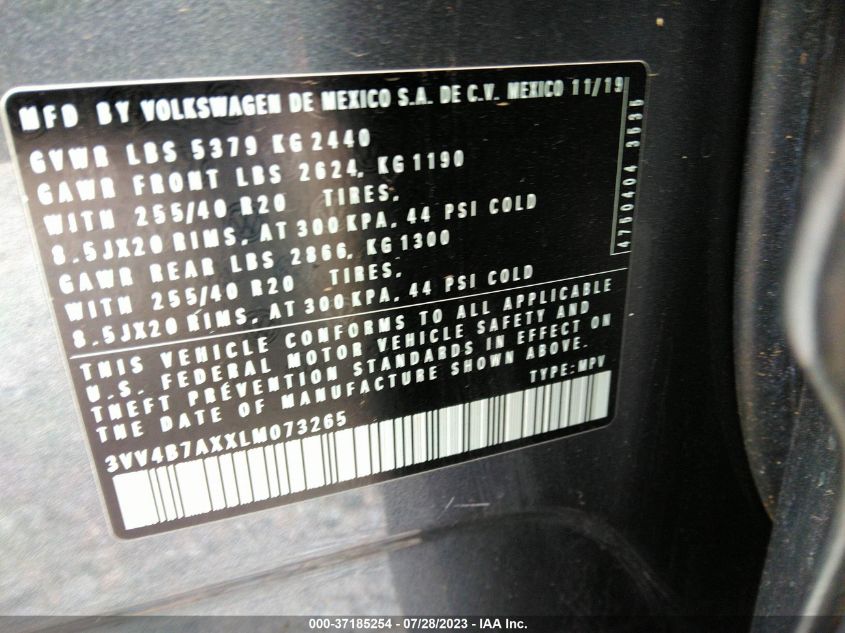 MFD BY VOLKSWAGEN DE MEXICO S.A. DE C.V. MEXICO 11/19
GVWR LBS 5379 KG 2440
GAWR FRONT LBS 2624, KG 1190
WITH 255/40 R20 TIRES,
8.5JX20 RIMS, AT 300 KPA, 44 PSI COLD
GAWR REAR LBS 2866, KG 1300
WITH 255/40 R20 TIRES,
8.5JX20 RIMS, AT 300 KPA, 44 PSI COLD
4760404 3636
THIS VEHICLE CONFORMS TO ALL APPLICABLE
U.S. FEDERAL MOTOR VEHICLE SAFETY AND
THEFT PREVENTION STANDARDS IN EFFECT ON
THE DATE OF MANUFACTURE SHOWN ABOVE.
TYPE:MPV
3VV4B7AXXLM073265
000-37185254 - 07/28/2023 - IAA Inc.